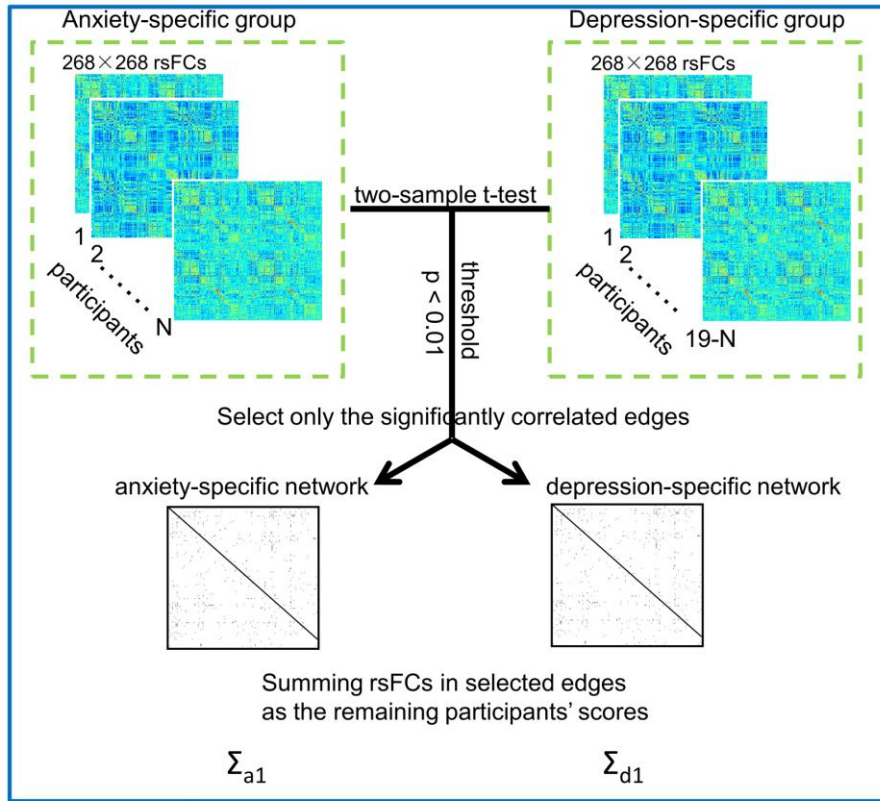 Anxiety-specific group
Depression-specific group
268×268 rsFCs
268×268 rsFCs
two-sample t-test
1
2
......
N
participants
1
2
......
19-N
participants
threshold
p < 0.01
Select only the significantly correlated edges
anxiety-specific network
depression-specific network
Summing rsFCs in selected edges
as the remaining participants' scores
Σa1
Σd1